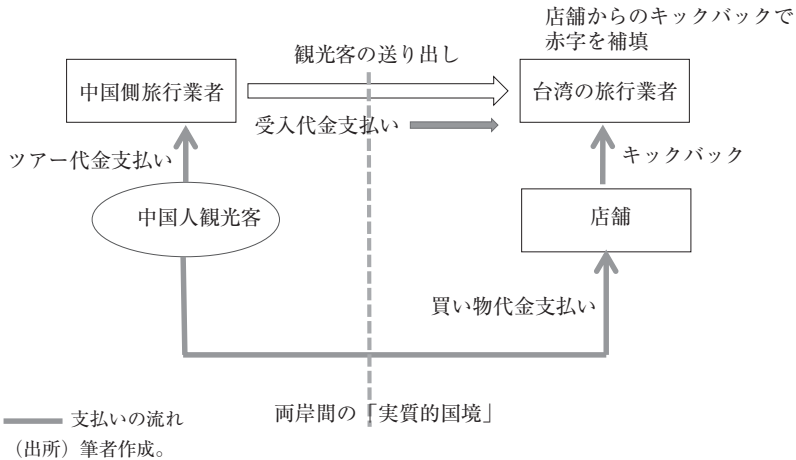 店舗からのキックバックで
赤字を補填
観光客の送り出し
中国側旅行業者
台湾の旅行業者
受入代金支払い
ツアー代金支払い
キックバック
中国人観光客
店舗
買い物代金支払い
両岸間の「実質的国境」
支払いの流れ
（出所）筆者作成。